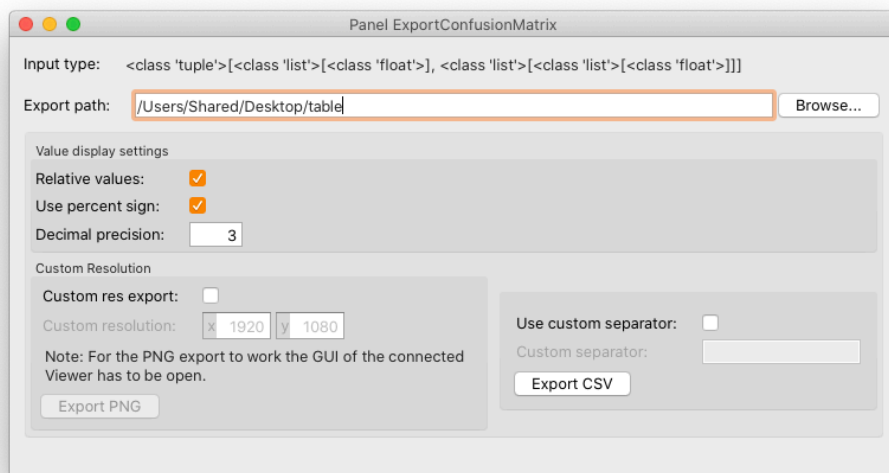 Panel ExportConfusionMatrix
Input type: <class 'tuple'>[<class 'list'>[<class 'float'>], <class 'list'>[<class 'list'>[<class 'float'>]]]
Export path: /Users/Shared/Desktop/table Browse...
Value display settings
Relative values:
Use percent sign:
Decimal precision: 3
Custom Resolution
Custom res export:
Custom resolution: x 1920 y 1080
Note: For the PNG export to work the GUI of the connected
Viewer has to be open.
Export PNG
Use custom separator:
Custom separator:
Export CSV